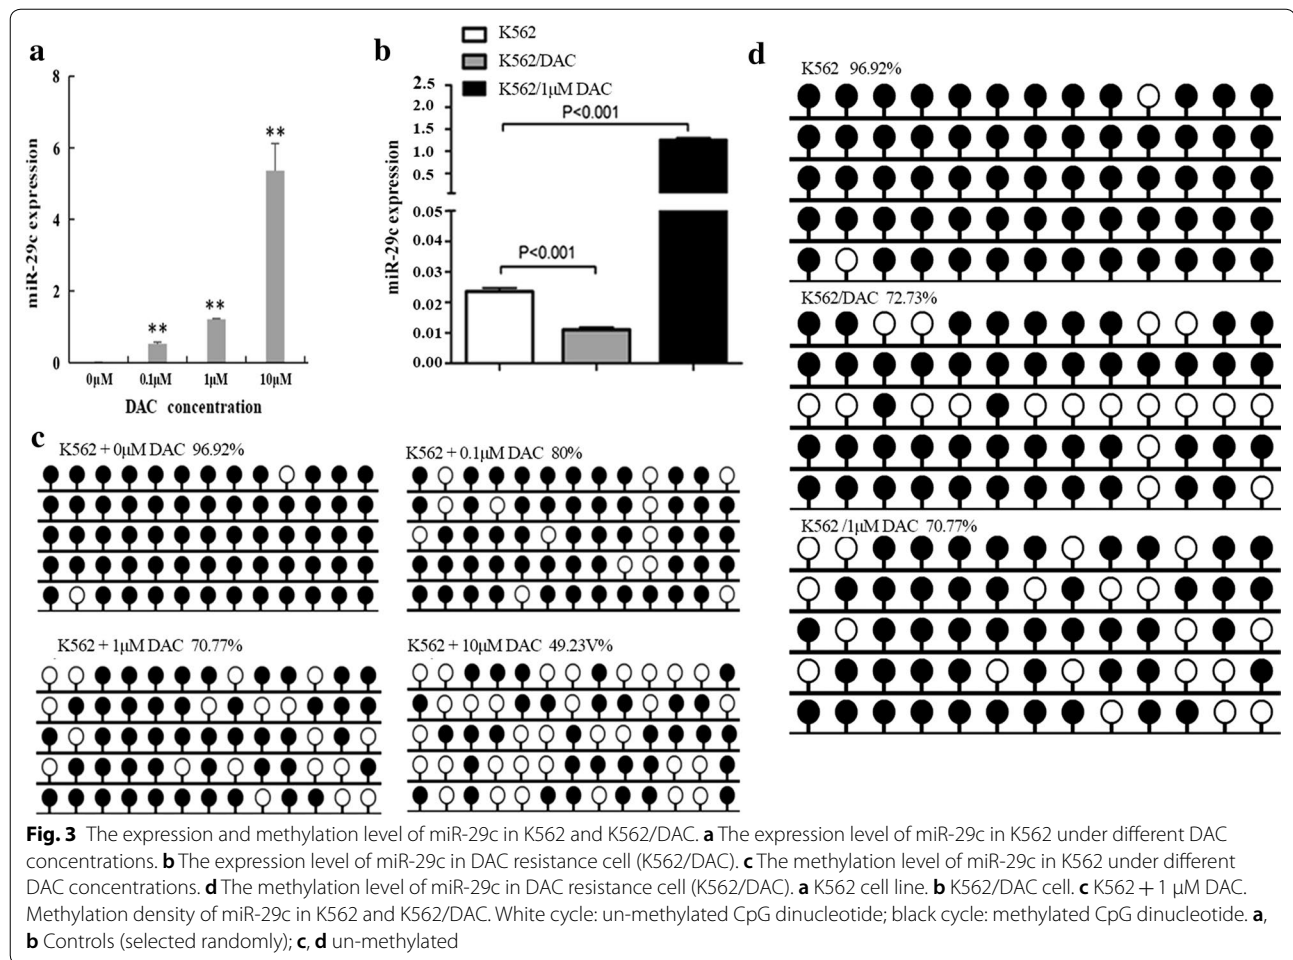 a
8
6
4
2
0
miR-29c expression
**
**
**
0μM 0.1μM 1μM 10μM
DAC concentration
b
K562
K562/DAC
K562/1μM DAC
2.5
2.0
1.5
1.0
0.5
0.05
0.04
0.03
0.02
0.01
0.00
miR-29c expression
P<0.001
P<0.001
c
K562 + 0μM DAC 96.92%
K562 + 0.1μM DAC 80%
K562 + 1μM DAC 70.77%
K562 + 10μM DAC 49.23V%
d
K562 96.92%
K562/DAC 72.73%
K562 /1μM DAC 70.77%
Fig. 3 The expression and methylation level of miR-29c in K562 and K562/DAC. a The expression level of miR-29c in K562 under different DAC
concentrations. b The expression level of miR-29c in DAC resistance cell (K562/DAC). c The methylation level of miR-29c in K562 under different
DAC concentrations. d The methylation level of miR-29c in DAC resistance cell (K562/DAC). a K562 cell line. b K562/DAC cell. c K562 + 1 μM DAC.
Methylation density of miR-29c in K562 and K562/DAC. White cycle: un-methylated CpG dinucleotide; black cycle: methylated CpG dinucleotide. a,
b Controls (selected randomly); c, d un-methylated